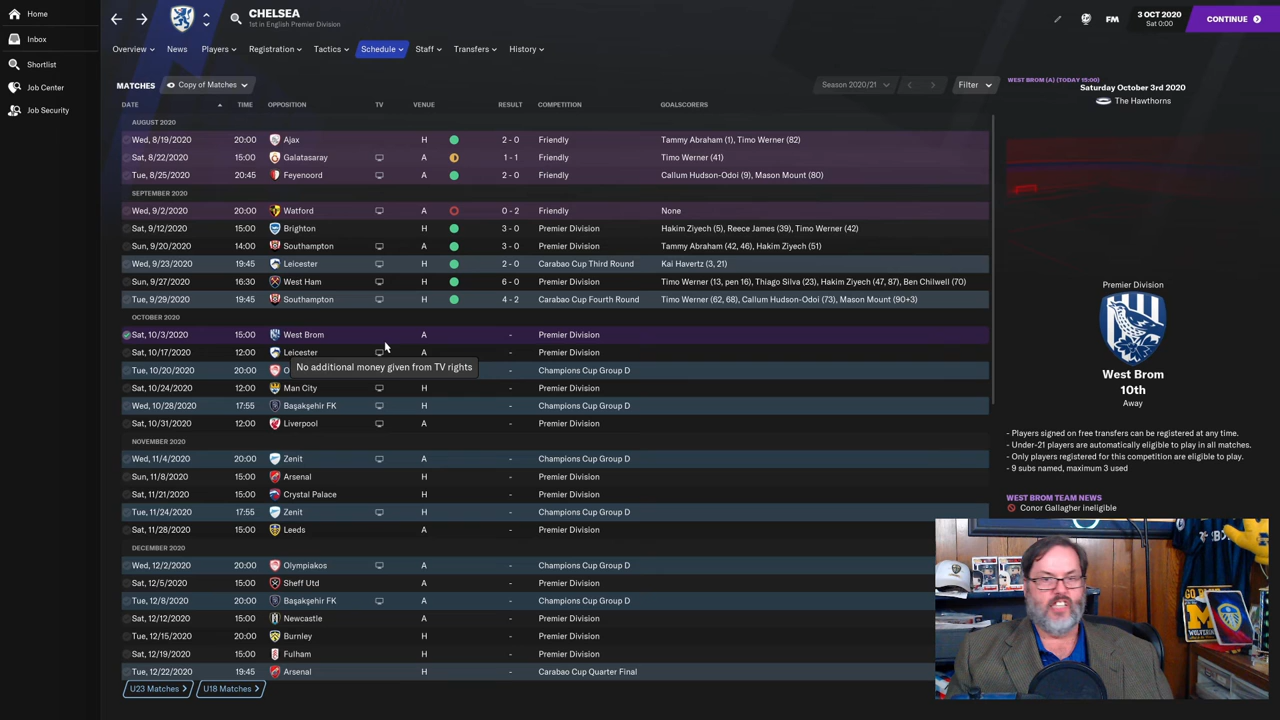 Home
Inbox
Shortlist
Job Center
Job Security
CHELSEA
1st in English Premier Division
FM
3 OCT 2020
Sat 0:00
CONTINUE
Overview
News
Players
Registration
Tactics
Schedule
Staff
Transfers
History
MATCHES
Copy of Matches
Season 2020/21
Filter
DATE TIME OPPOSITION TV VENUE RESULT COMPETITION GOALSCORERS
AUGUST 2020
Wed, 8/19/2020 20:00 Ajax H 2 - 0 Friendly Tammy Abraham (1), Timo Werner (82)
Sat, 8/22/2020 15:00 Galatasaray A 1 - 1 Friendly Timo Werner (41)
Tue, 8/25/2020 20:45 Feyenoord A 2 - 0 Friendly Callum Hudson-Odoi (9), Mason Mount (80)
SEPTEMBER 2020
Wed, 9/2/2020 20:00 Watford A 0 - 2 Friendly None
Sat, 9/12/2020 15:00 Brighton H 3 - 0 Premier Division Hakim Ziyech (5), Reece James (39), Timo Werner (42)
Sun, 9/20/2020 14:00 Southampton A 3 - 0 Premier Division Tammy Abraham (42, 46), Hakim Ziyech (51)
Wed, 9/23/2020 19:45 Leicester H 2 - 0 Carabao Cup Third Round Kai Havertz (3, 21)
Sun, 9/27/2020 16:30 West Ham H 6 - 0 Premier Division Timo Werner (13, pen 16), Thiago Silva (23), Hakim Ziyech (47, 87), Ben Chilwell (70)
Tue, 9/29/2020 19:45 Southampton H 4 - 2 Carabao Cup Fourth Round Timo Werner (62, 68), Callum Hudson-Odoi (73), Mason Mount (90+3)
OCTOBER 2020
Sat, 10/3/2020 15:00 West Brom A - Premier Division
Sat, 10/17/2020 12:00 Leicester A - Premier Division
Tue, 10/20/2020 20:00 O - Champions Cup Group D
No additional money given from TV rights
Sat, 10/24/2020 12:00 Man City H - Premier Division
Wed, 10/28/2020 17:55 Başakşehir FK H - Champions Cup Group D
Sat, 10/31/2020 12:00 Liverpool A - Premier Division
NOVEMBER 2020
Wed, 11/4/2020 20:00 Zenit A - Champions Cup Group D
Sun, 11/8/2020 15:00 Arsenal H - Premier Division
Sat, 11/21/2020 15:00 Crystal Palace H - Premier Division
Tue, 11/24/2020 17:55 Zenit H - Champions Cup Group D
Sat, 11/28/2020 15:00 Leeds A - Premier Division
DECEMBER 2020
Wed, 12/2/2020 20:00 Olympiakos A - Champions Cup Group D
Sat, 12/5/2020 15:00 Sheff Utd H - Premier Division
Tue, 12/8/2020 20:00 Başakşehir FK A - Champions Cup Group D
Sat, 12/12/2020 15:00 Newcastle A - Premier Division
Tue, 12/15/2020 20:00 Burnley H - Premier Division
Sat, 12/19/2020 15:00 Fulham H - Premier Division
Tue, 12/22/2020 19:45 Arsenal H - Carabao Cup Quarter Final
U23 Matches
U18 Matches
WEST BROM (A) (TODAY 15:00)
Saturday October 3rd 2020
The Hawthorns
Premier Division
West Brom
10th
Away
- Players signed on free transfers can be registered at any time.
- Under-21 players are automatically eligible to play in all matches.
- Only players registered for this competition are eligible to play.
- 9 subs named, maximum 3 used
WEST BROM TEAM NEWS
Conor Gallagher ineligible